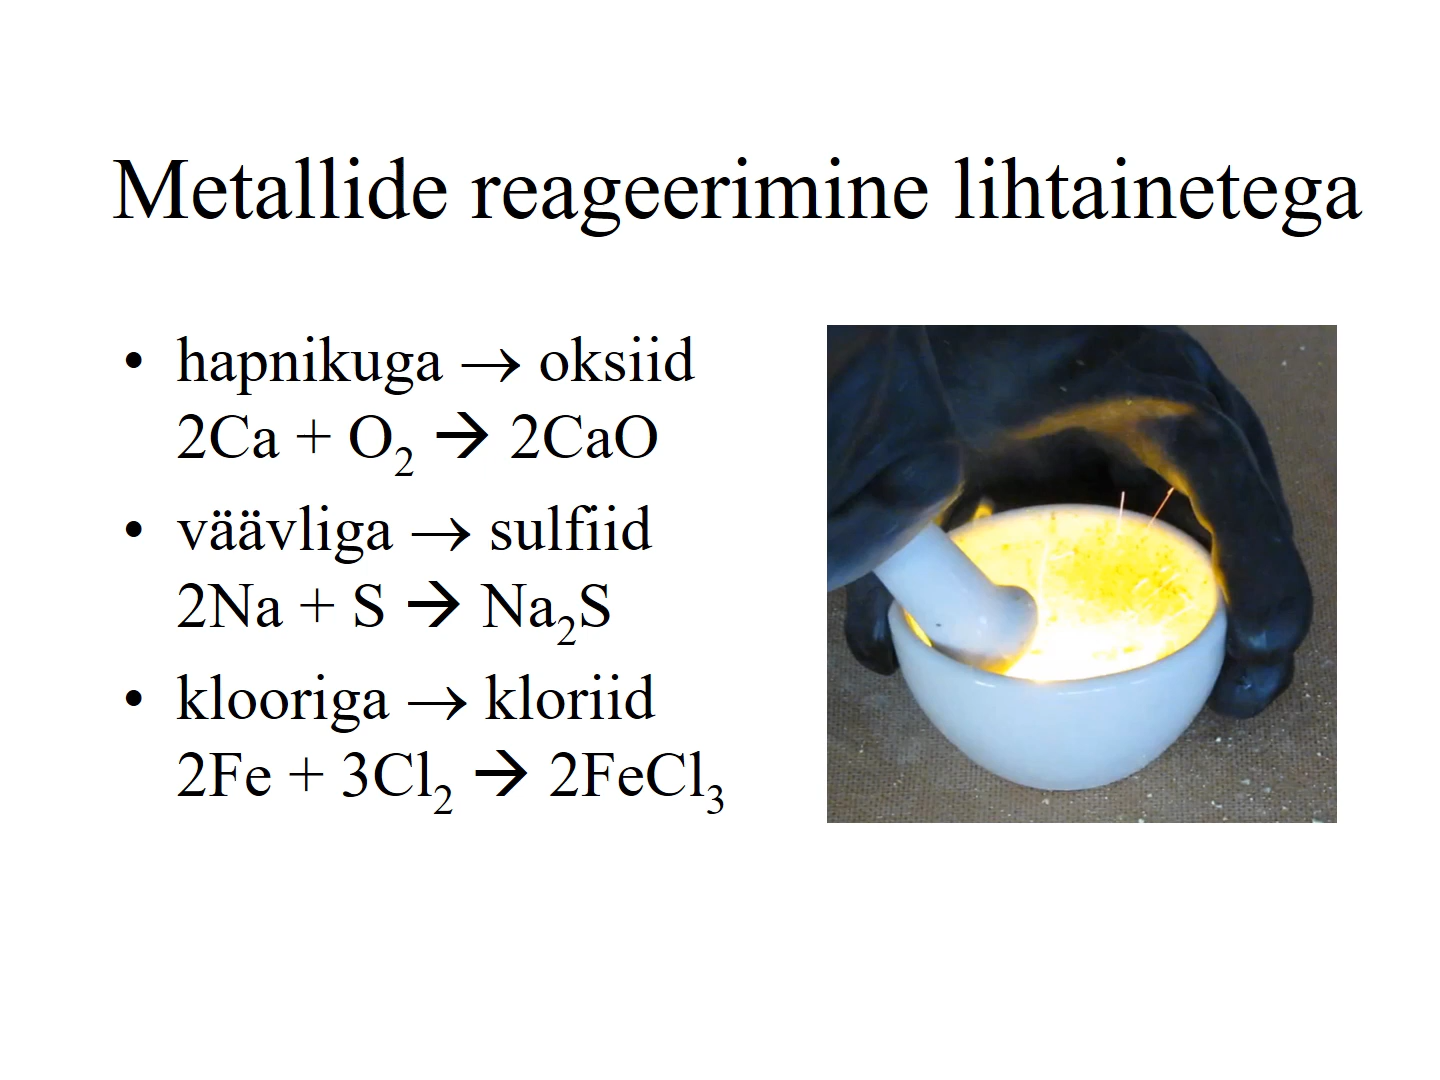 Metallide reageerimine lihtainetega
• hapnikuga → oksiid
2Ca + O₂ → 2CaO
• väävliga → sulfiid
2Na + S → Na₂S
• klooriga → kloriid
2Fe + 3Cl₂ → 2FeCl₃